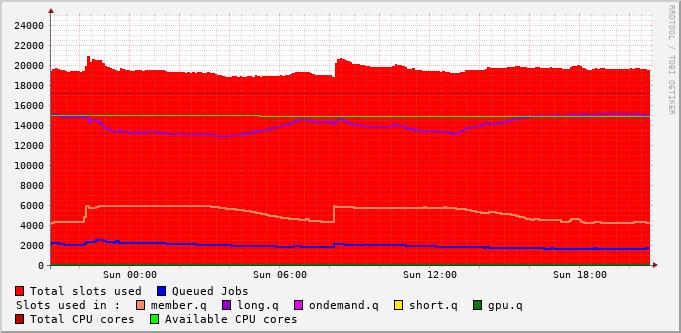 RRDTOOL / TOBI OETIKER
24000
22000
20000
18000
16000
14000
12000
10000
8000
6000
4000
2000
0
Sun 00:00 Sun 06:00 Sun 12:00 Sun 18:00
Total slots used Queued Jobs
Slots used in : member.q long.q ondemand.q short.q gpu.q
Total CPU cores Available CPU cores